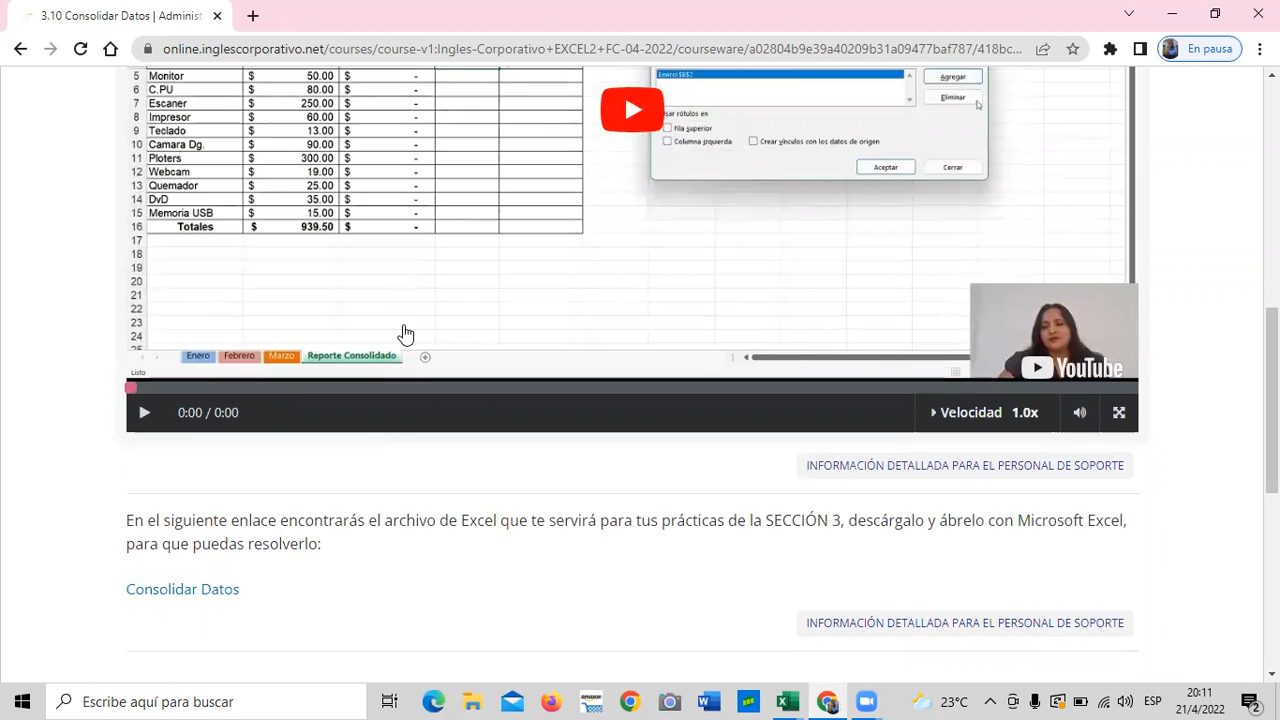 3.10 Consolidar Datos | Administ
online.inglescorporativo.net/courses/course-v1:Ingles-Corporativo+EXCEL2+FC-04-2022/courseware/a02804b9e39a40209b31a09477baf787/418bc...
En pausa
5 Monitor $ 50.00 $ -
6 C.PU $ 80.00 $ -
7 Escaner $ 250.00 $ -
8 Impresor $ 60.00 $ -
9 Teclado $ 13.00 $ -
10 Camara Dg. $ 90.00 $ -
11 Ploters $ 300.00 $ -
12 Webcam $ 19.00 $ -
13 Quemador $ 25.00 $ -
14 DvD $ 35.00 $ -
15 Memoria USB $ 15.00 $ -
16 Totales $ 939.50 $ -
17
18
19
20
21
22
23
24
25
Agregar
Eliminar
Usar rótulos en
Fila superior
Columna izquierda
Crear vínculos con los datos de origen
Aceptar
Cerrar
Enero Febrero Marzo Reporte Consolidado
Listo
YouTube
0:00 / 0:00
Velocidad 1.0x
INFORMACIÓN DETALLADA PARA EL PERSONAL DE SOPORTE
En el siguiente enlace encontrarás el archivo de Excel que te servirá para tus prácticas de la SECCIÓN 3, descárgalo y ábrelo con Microsoft Excel,
para que puedas resolverlo:
Consolidar Datos
INFORMACIÓN DETALLADA PARA EL PERSONAL DE SOPORTE
Escribe aquí para buscar
amazon
23°C
ESP
20:11
21/4/2022
2